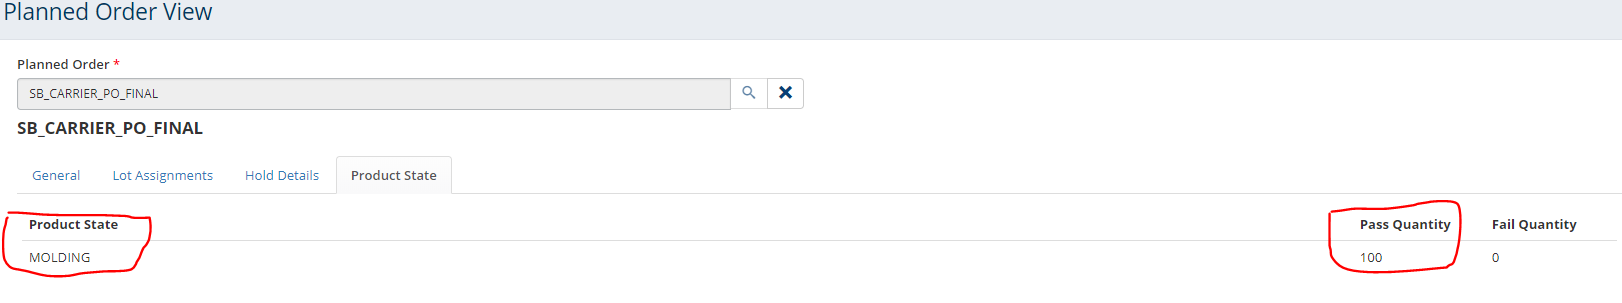 Planned Order View
Planned Order *
SB_CARRIER_PO_FINAL
SB_CARRIER_PO_FINAL
General Lot Assignments Hold Details Product State
Product State Pass Quantity Fail Quantity
MOLDING 100 0